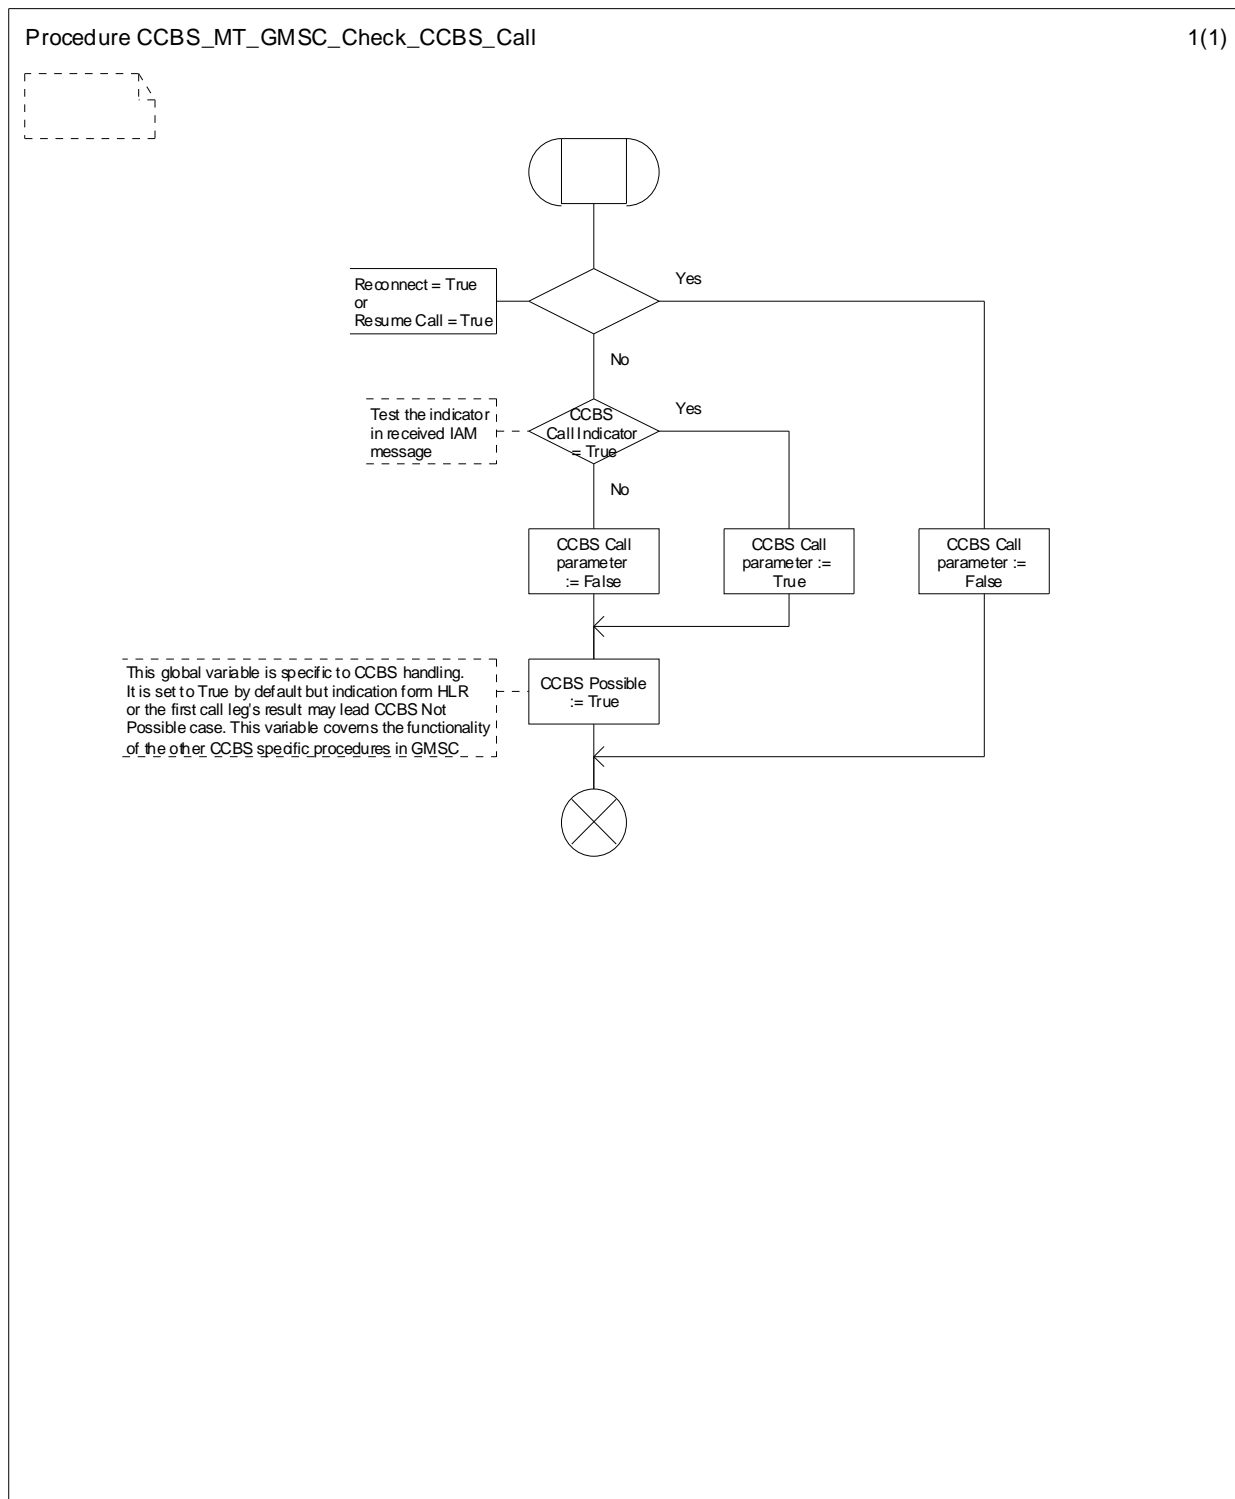 Procedure CCBS_MT_GMSC_Check_CCBS_Call
1(1)
Reconnect = True
or
Resume Call = True
Yes
No
Test the indicator
in received IAM
message
CCBS
Call Indicator
= True
Yes
No
CCBS Call
parameter
:= False
CCBS Call
parameter :=
True
CCBS Call
parameter :=
False
This global variable is specific to CCBS handling.
It is set to True by default but indication form HLR
or the first call leg's result may lead CCBS Not
Possible case. This variable coverns the functionality
of the other CCBS specific procedures in GMSC
CCBS Possible
:= True